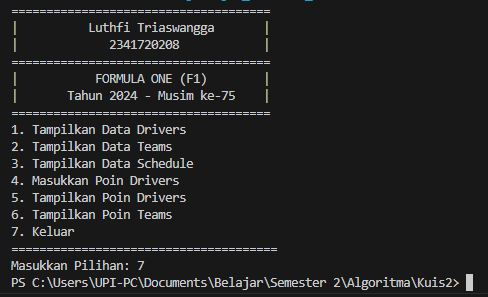 =====================================
|         Luthfi Triaswangga        |
|            2341720208             |
=====================================
|          FORMULA ONE (F1)         |
|      Tahun 2024 - Musim ke-75     |
=====================================
1. Tampilkan Data Drivers
2. Tampilkan Data Teams
3. Tampilkan Data Schedule
4. Masukkan Poin Drivers
5. Tampilkan Poin Drivers
6. Tampilkan Poin Teams
7. Keluar
======================================
Masukkan Pilihan: 7
PS C:\Users\UPI-PC\Documents\Belajar\Semester 2\Algoritma\Kuis2>